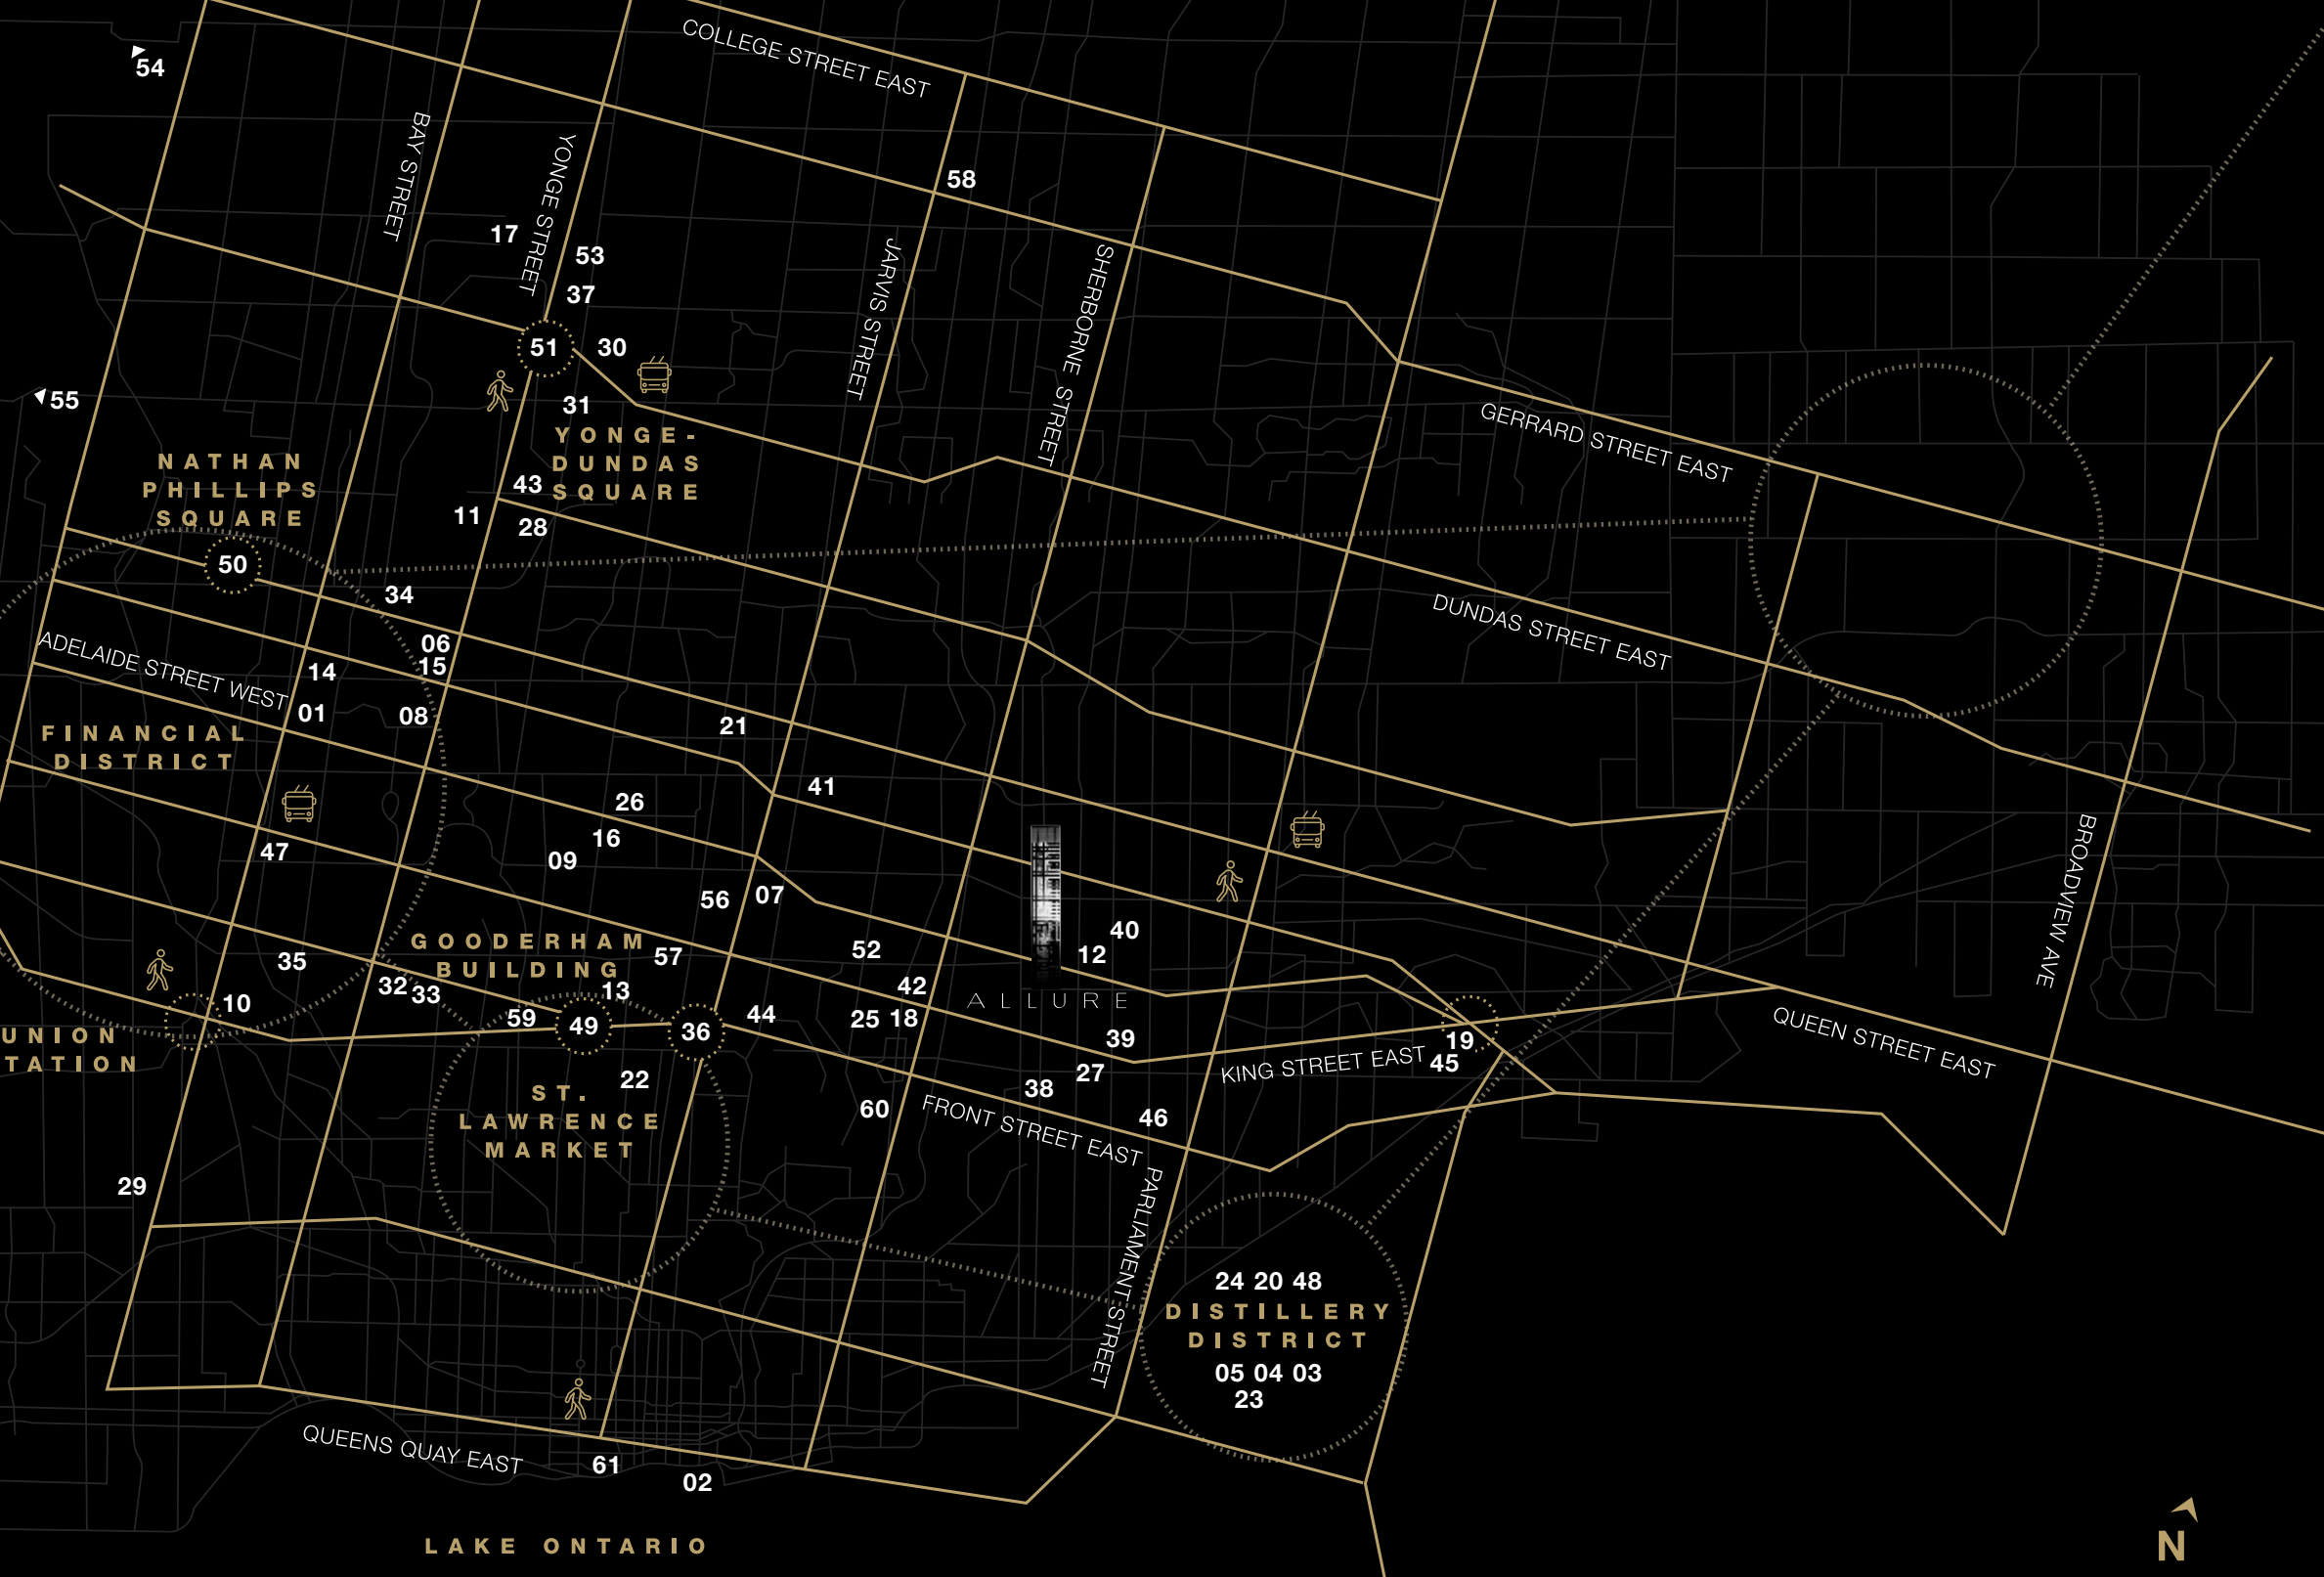 COLLEGE STREET EAST
54
BAY STREET
YONGE STREET
58
17
53
JARVIS STREET
SHERBORNE STREET
37
51
30
55
31
YONGE-
DUNDAS
SQUARE
GERRARD STREET EAST
NATHAN
PHILLIPS
SQUARE
43
11
28
50
34
DUNDAS STREET EAST
06
15
ADELAIDE STREET WEST
14
01
08
FINANCIAL
DISTRICT
21
41
26
16
09
47
BROADVIEW AVE
56
07
40
12
GOODERHAM
BUILDING
57
52
35
32
33
13
42
10
59
49
36
44
25
18
ALLURE
39
19
45
QUEEN STREET EAST
UNION
TATION
KING STREET EAST
22
27
38
ST.
LAWRENCE
MARKET
60
FRONT STREET EAST
46
29
PARLIAMENT STREET
24 20 48
DISTILLERY
DISTRICT
05 04 03
23
QUEENS QUAY EAST
61
02
LAKE ONTARIO
N